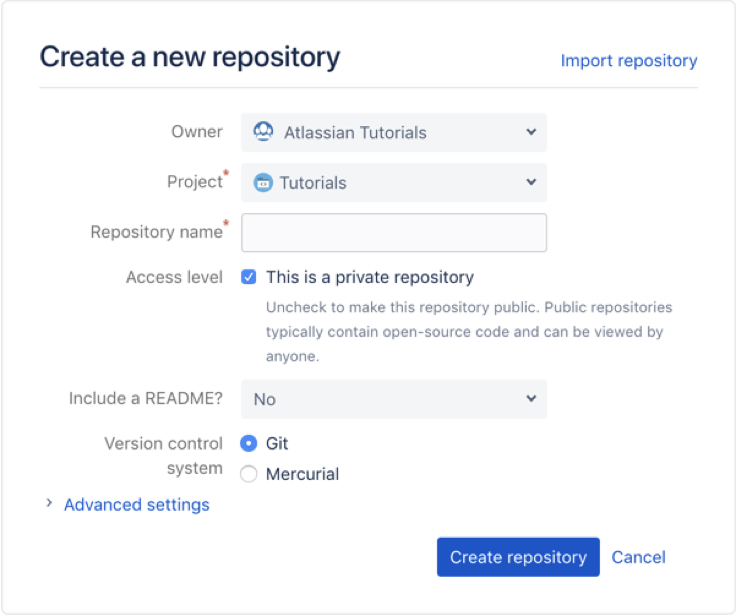 Create a new repository
Import repository
Owner
Atlassian Tutorials
Project*
Tutorials
Repository name*
Access level
This is a private repository
Uncheck to make this repository public. Public repositories
typically contain open-source code and can be viewed by
anyone.
Include a README?
No
Version control
system
Git
Mercurial
Advanced settings
Create repository
Cancel